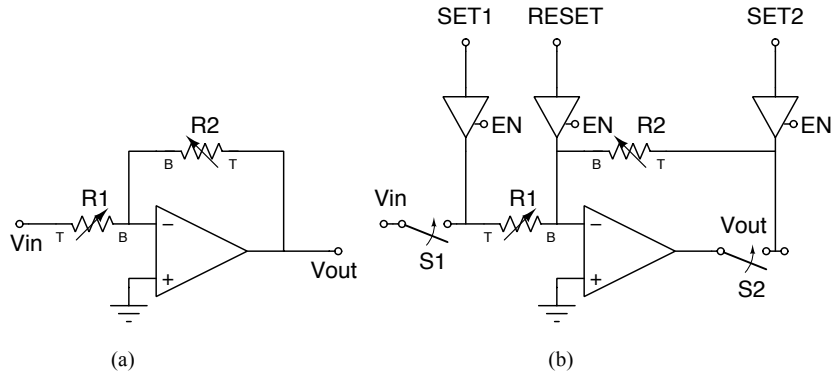 SET1 RESET SET2
EN EN EN
R2
B T
R1
Vin T B
−
+
Vout
R2
B T
R1
Vin T B
S1
−
+
Vout
S2
(a) (b)